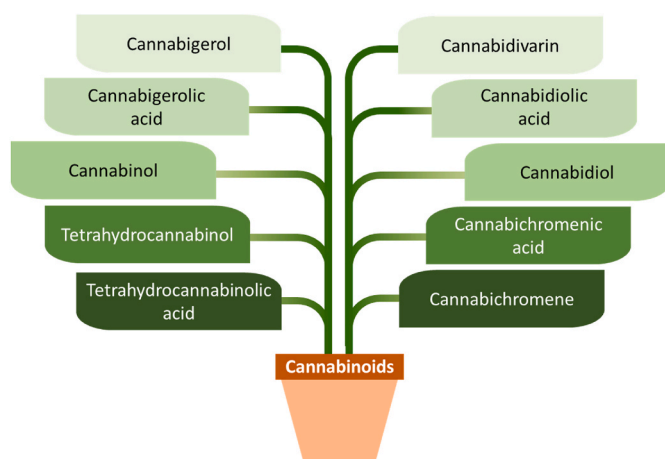 Cannabigerol
Cannabidivarin
Cannabigerolic
acid
Cannabidiolic
acid
Cannabinol
Cannabidiol
Tetrahydrocannabinol
Cannabichromenic
acid
Tetrahydrocannabinolic
acid
Cannabichromene
Cannabinoids